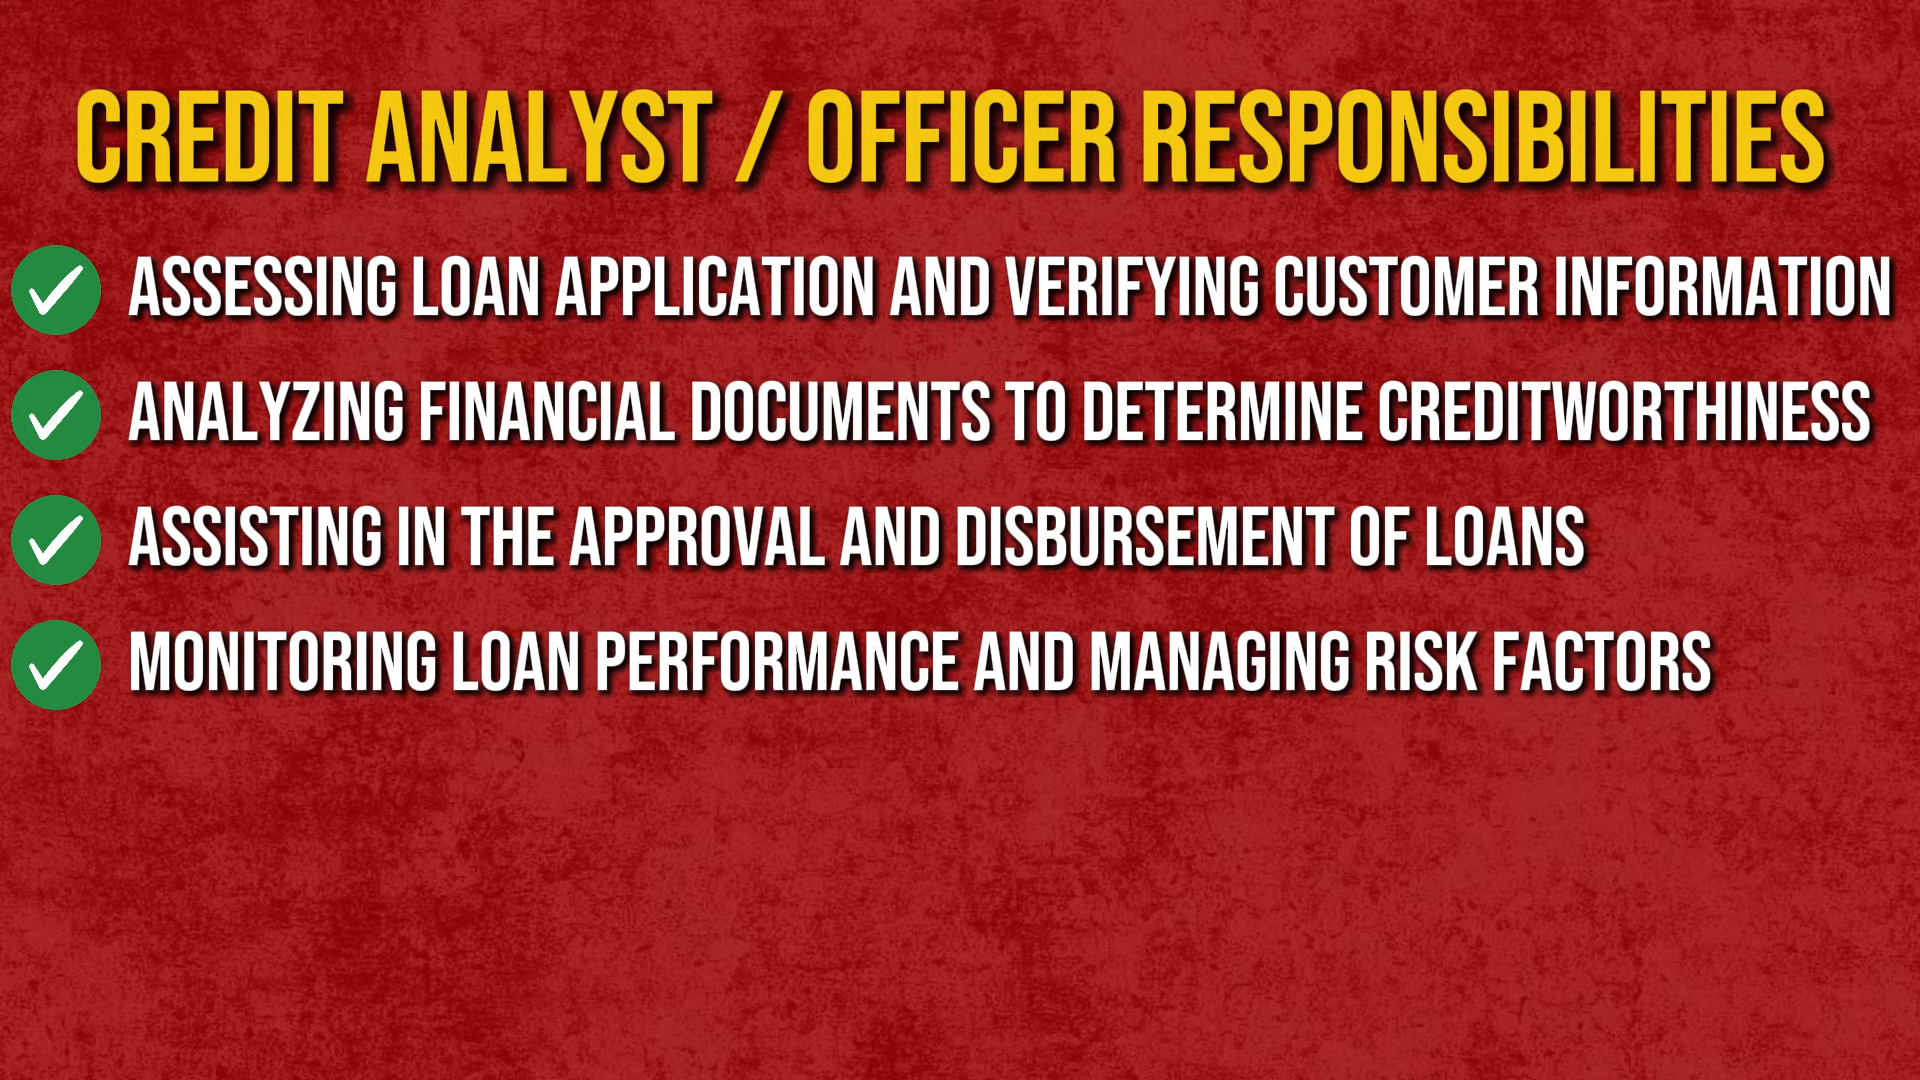 CREDIT ANALYST / OFFICER RESPONSIBILITIES
ASSESSING LOAN APPLICATION AND VERIFYING CUSTOMER INFORMATION
ANALYZING FINANCIAL DOCUMENTS TO DETERMINE CREDITWORTHINESS
ASSISTING IN THE APPROVAL AND DISBURSEMENT OF LOANS
MONITORING LOAN PERFORMANCE AND MANAGING RISK FACTORS